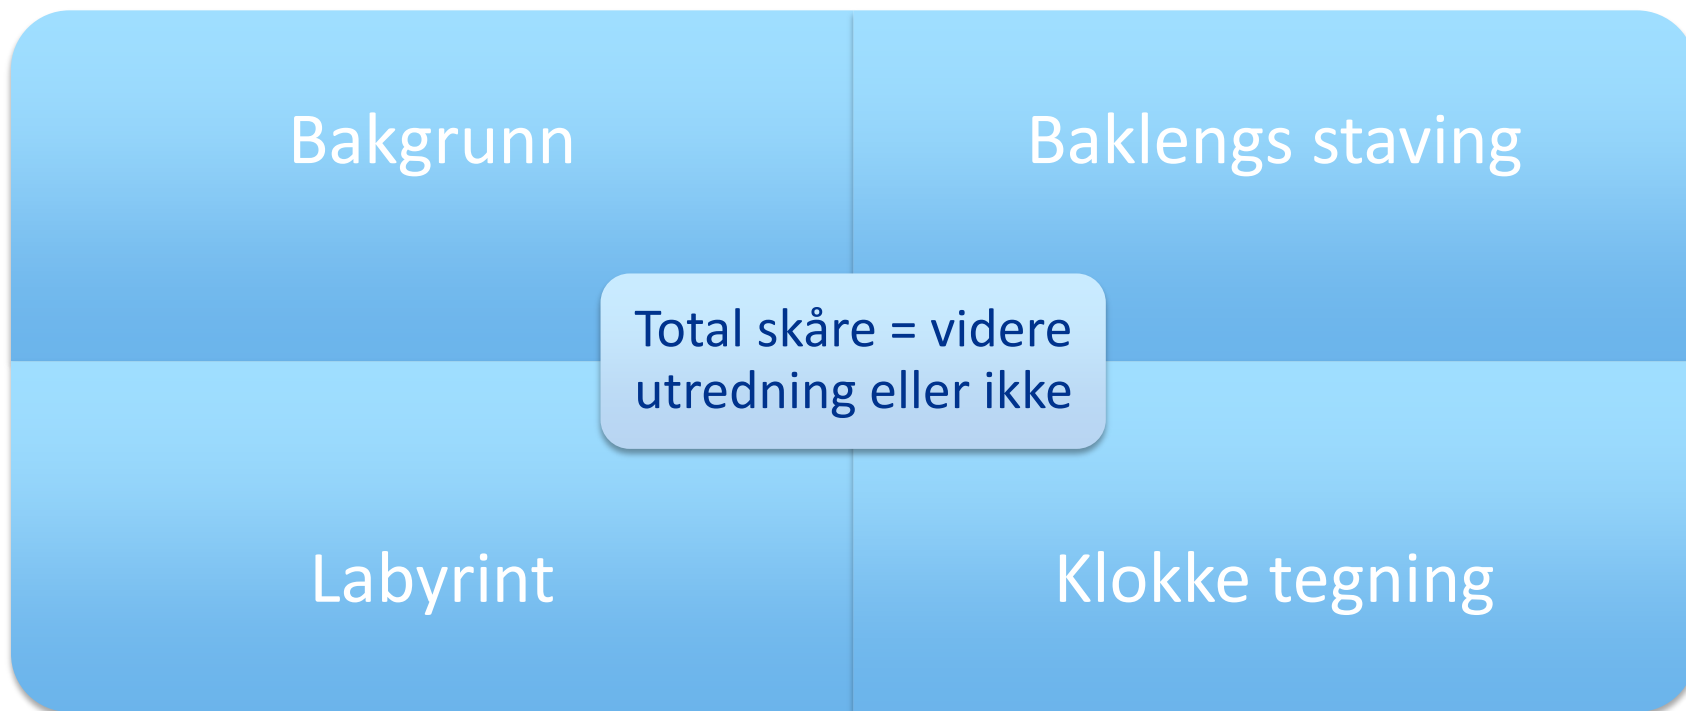 Bakgrunn
Baklengs staving
Total skåre = videre
utredning eller ikke
Labyrint
Klokke tegning